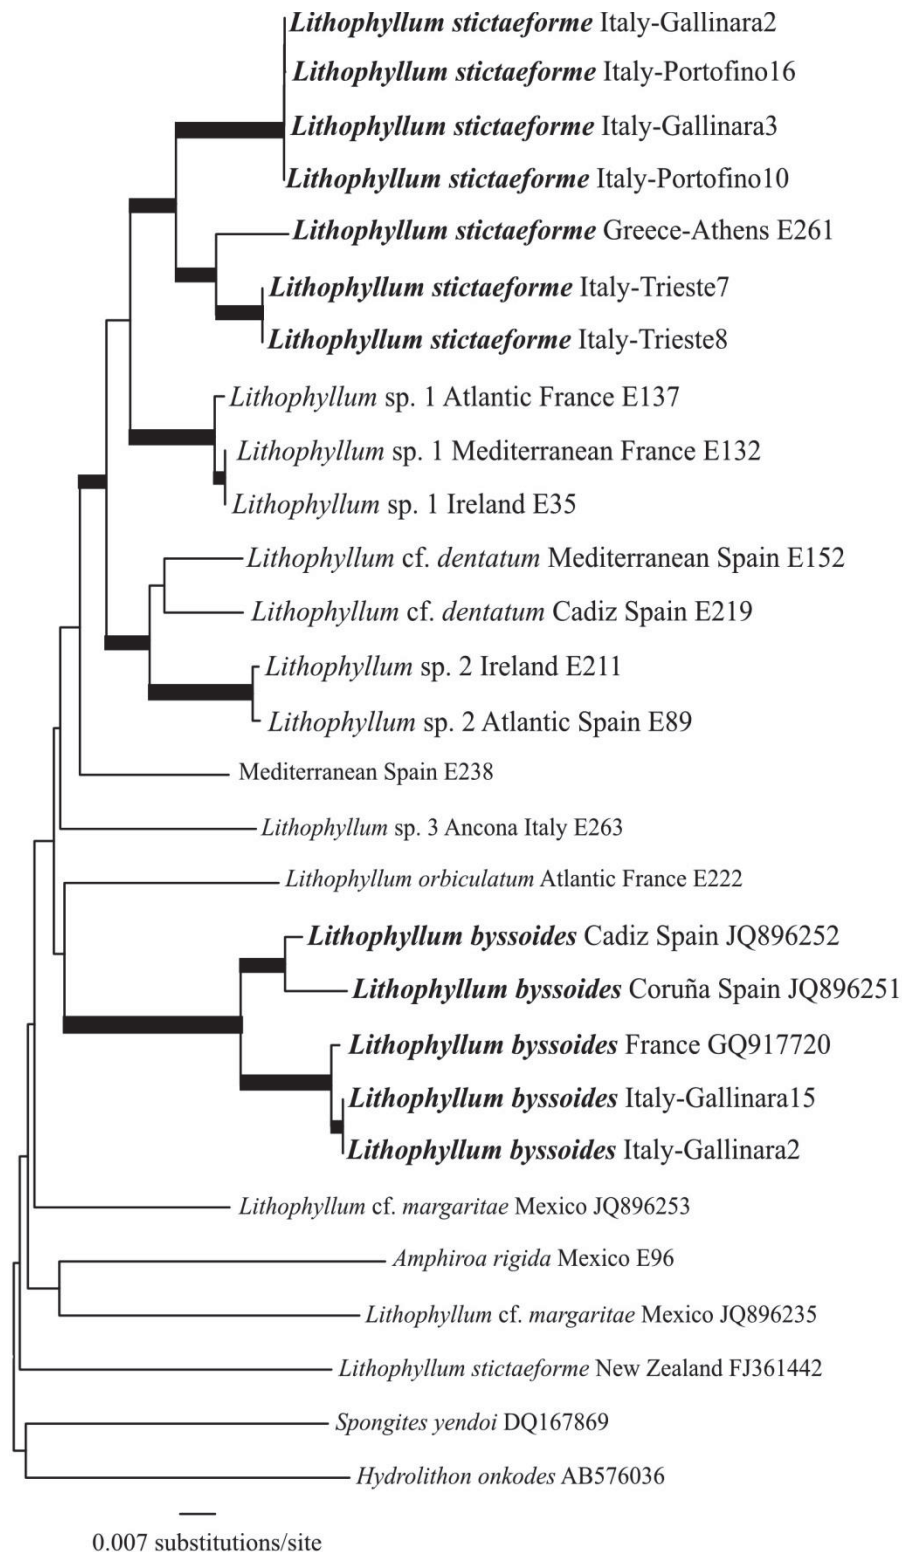 Lithophyllum stictaeforme Italy-Gallinara2
Lithophyllum stictaeforme Italy-Portofino16
Lithophyllum stictaeforme Italy-Gallinara3
Lithophyllum stictaeforme Italy-Portofino10
Lithophyllum stictaeforme Greece-Athens E261
Lithophyllum stictaeforme Italy-Trieste7
Lithophyllum stictaeforme Italy-Trieste8
Lithophyllum sp. 1 Atlantic France E137
Lithophyllum sp. 1 Mediterranean France E132
Lithophyllum sp. 1 Ireland E35
Lithophyllum cf. dentatum Mediterranean Spain E152
Lithophyllum cf. dentatum Cadiz Spain E219
Lithophyllum sp. 2 Ireland E211
Lithophyllum sp. 2 Atlantic Spain E89
Mediterranean Spain E238
Lithophyllum sp. 3 Ancona Italy E263
Lithophyllum orbiculatum Atlantic France E222
Lithophyllum byssoides Cadiz Spain JQ896252
Lithophyllum byssoides Coruña Spain JQ896251
Lithophyllum byssoides France GQ917720
Lithophyllum byssoides Italy-Gallinara15
Lithophyllum byssoides Italy-Gallinara2
Lithophyllum cf. margaritae Mexico JQ896253
Amphiroa rigida Mexico E96
Lithophyllum cf. margaritae Mexico JQ896235
Lithophyllum stictaeforme New Zealand FJ361442
Spongites yendoi DQ167869
Hydrolithon onkodes AB576036
0.007 substitutions/site